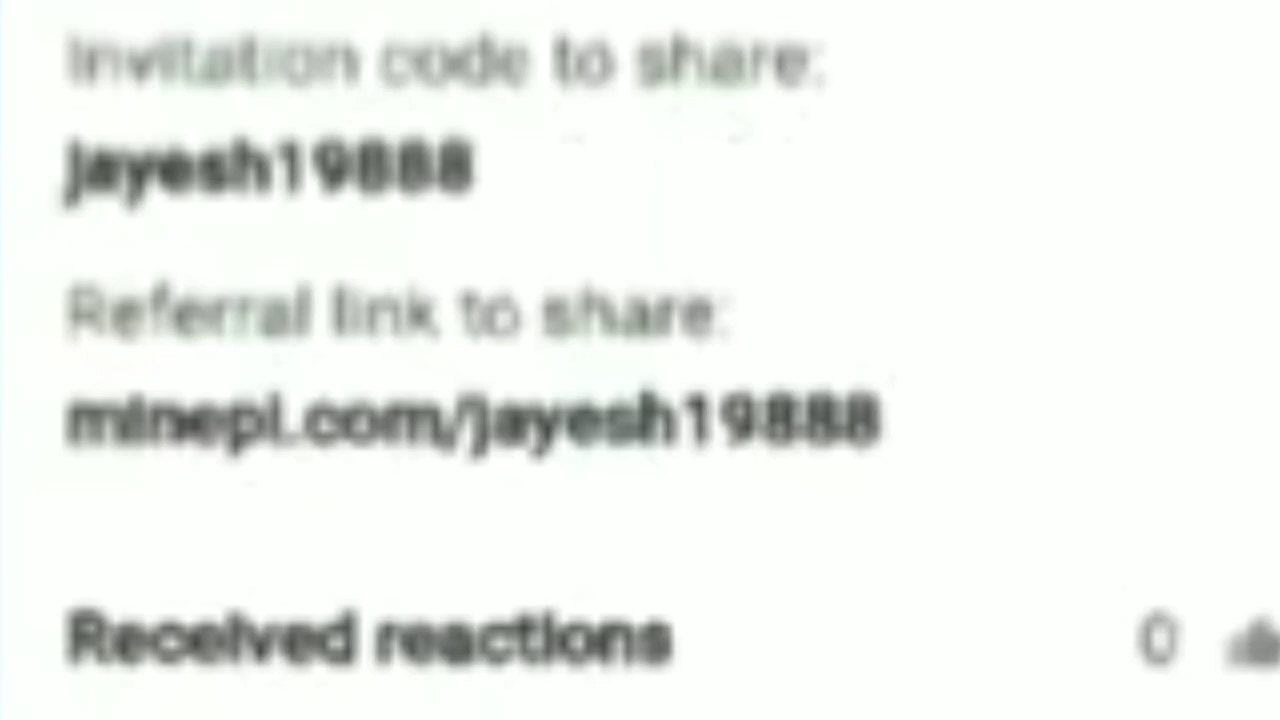 Invitation code to share:
jayesh19888
Referral link to share:
minepi.com/jayesh19888
Received reactions 0